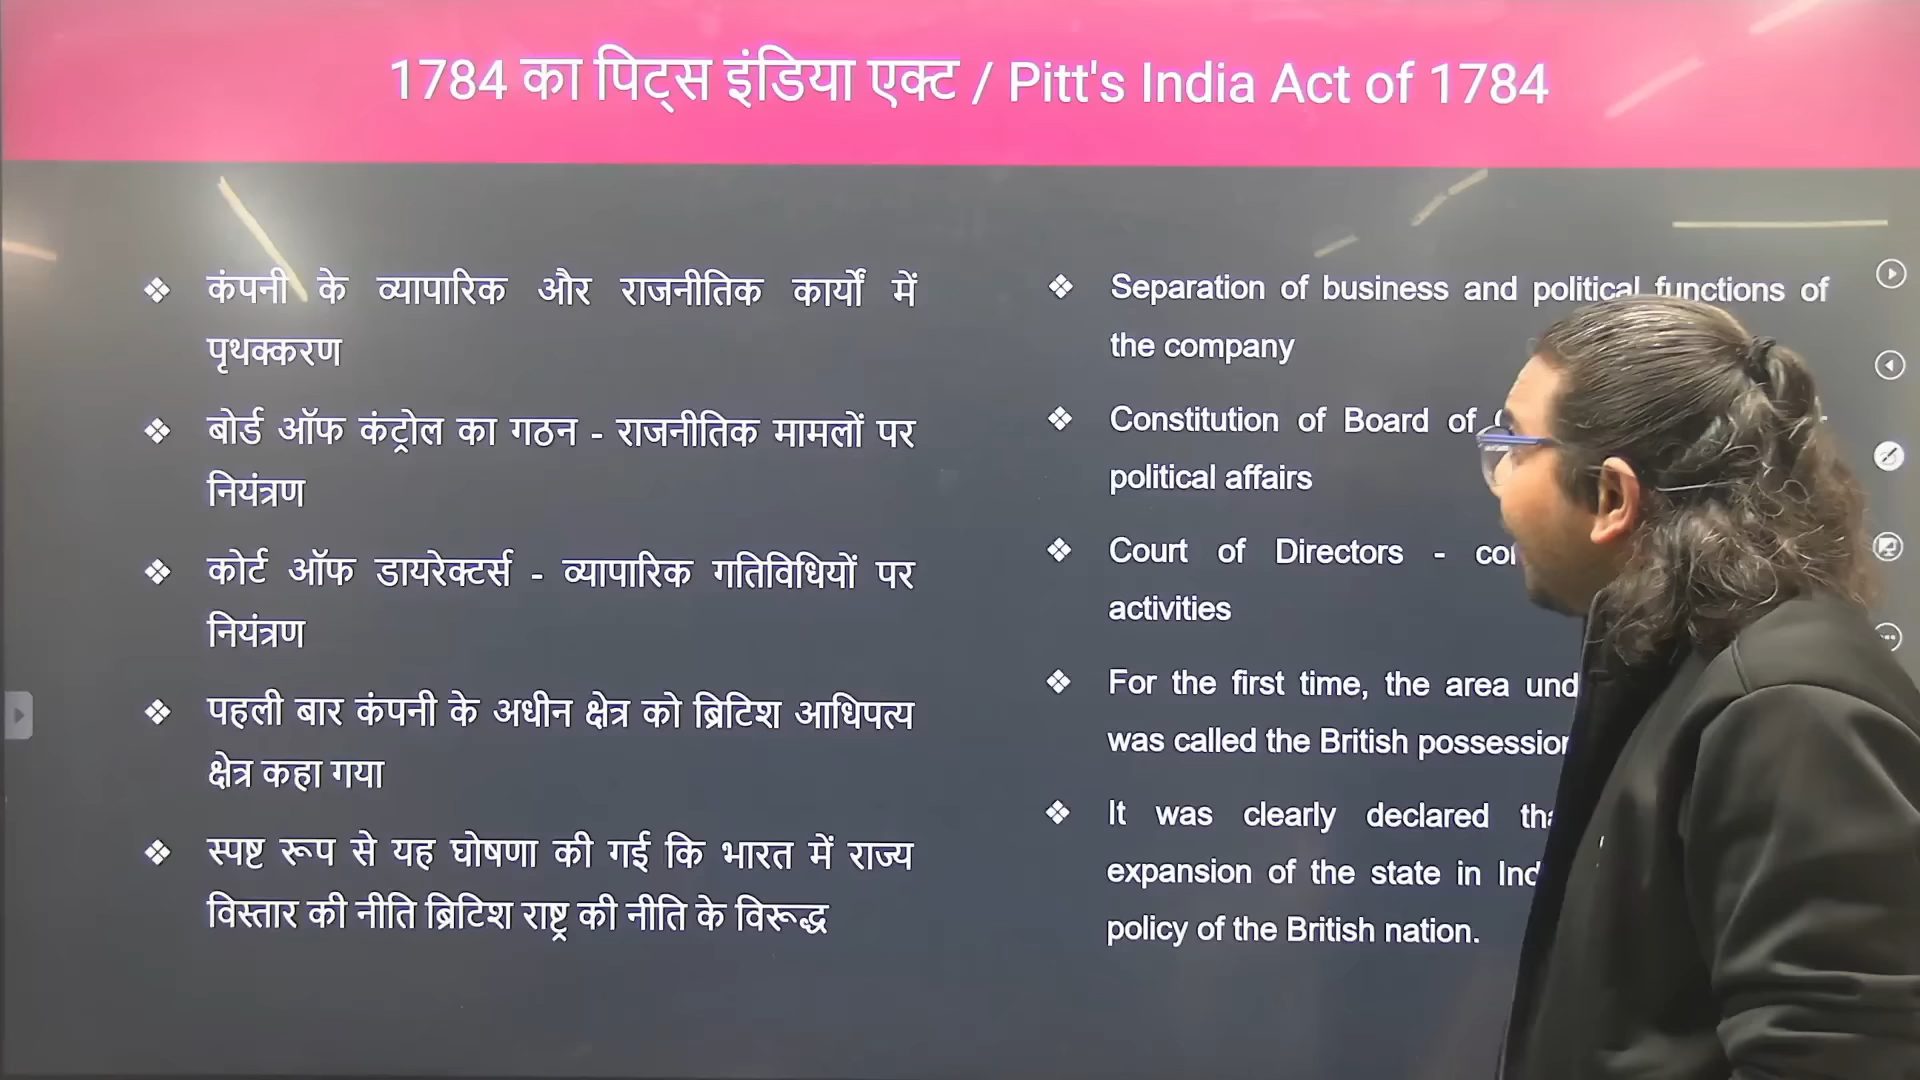 1784 का पिट्स इंडिया एक्ट / Pitt's India Act of 1784
❖ कंपनी के व्यापारिक और राजनीतिक कार्यों में
पृथक्करण
❖ बोर्ड ऑफ कंट्रोल का गठन - राजनीतिक मामलों पर
नियंत्रण
❖ कोर्ट ऑफ डायरेक्टर्स - व्यापारिक गतिविधियों पर
नियंत्रण
❖ पहली बार कंपनी के अधीन क्षेत्र को ब्रिटिश आधिपत्य
क्षेत्र कहा गया
❖ स्पष्ट रूप से यह घोषणा की गई कि भारत में राज्य
विस्तार की नीति ब्रिटिश राष्ट्र की नीति के विरूद्ध
❖ Separation of business and political functions of
the company
❖ Constitution of Board of
political affairs
❖ Court of Directors -
activities
❖ For the first time, the area
was called the British
❖ It was clearly declared
expansion of the state in
policy of the British nation.